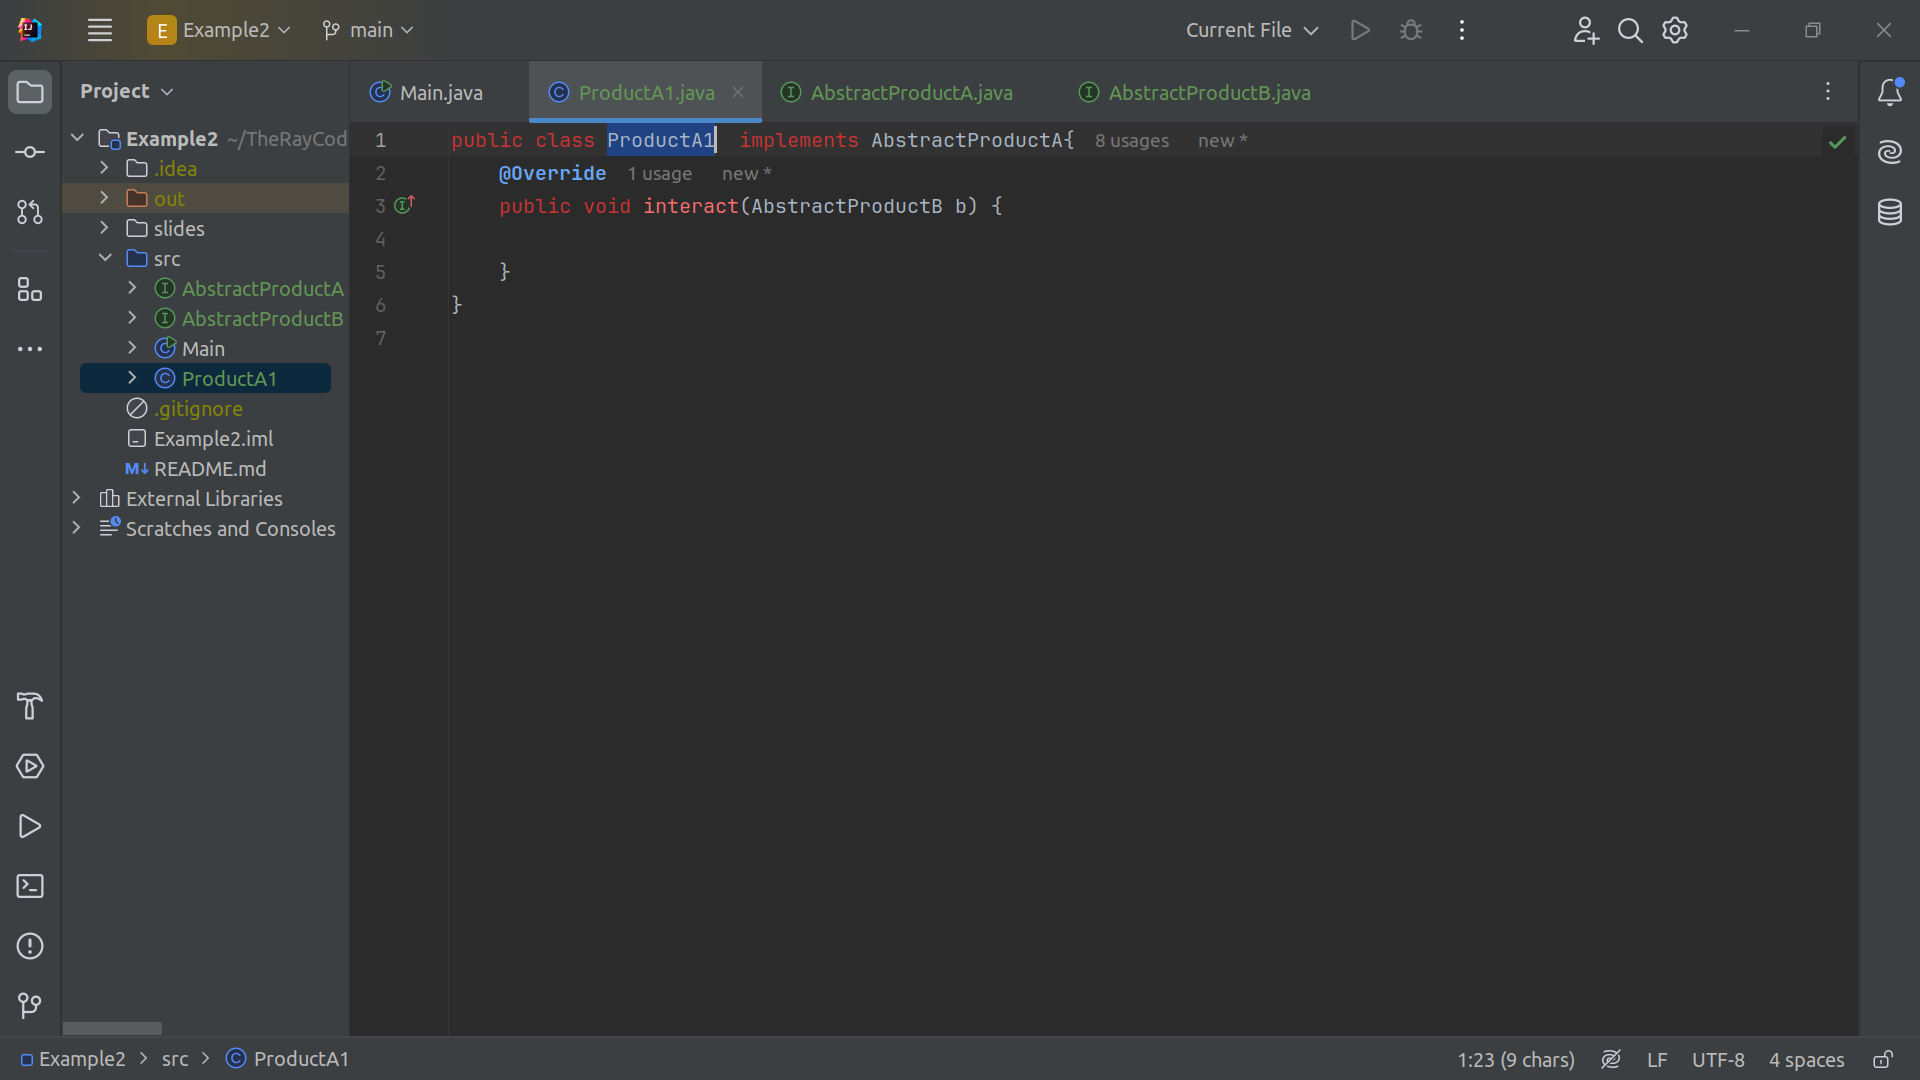 E Example2 main Current File
Project
Main.java ProductA1.java AbstractProductA.java AbstractProductB.java
Example2 ~/TheRayCod
.idea
out
slides
src
AbstractProductA
AbstractProductB
Main
ProductA1
.gitignore
Example2.iml
README.md
External Libraries
Scratches and Consoles
1 public class ProductA1  implements AbstractProductA{ 8 usages new *
2     @Override 1 usage new *
3     public void interact(AbstractProductB b) {
4
5     }
6 }
7
Example2 > src > ProductA1 1:23 (9 chars) LF UTF-8 4 spaces